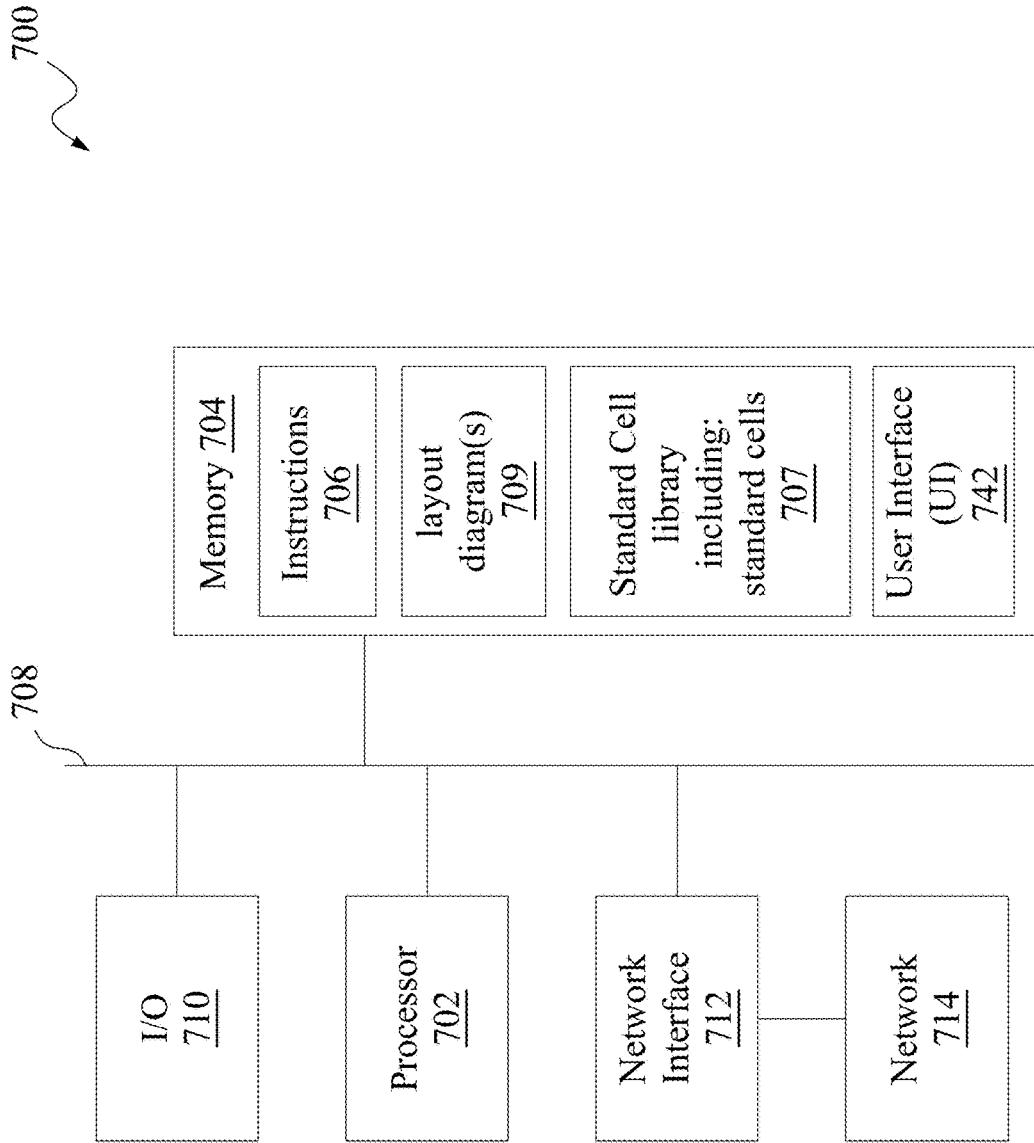 700
708
I/O
710
Processor
702
Network
Interface
712
Network
714
Memory 704
Instructions
706
layout
diagram(s)
709
Standard Cell
library
including:
standard cells
707
User Interface
(UI)
742